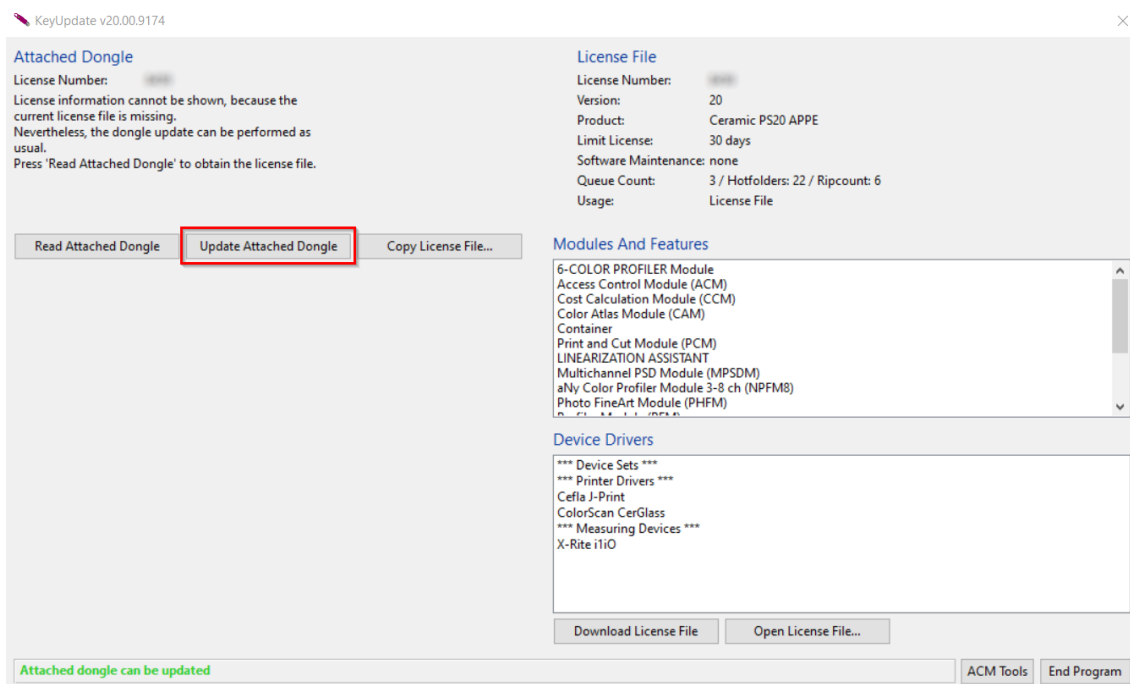 KeyUpdate v20.00.9174
Attached Dongle
License Number:
License information cannot be shown, because the
current license file is missing.
Nevertheless, the dongle update can be performed as
usual.
Press 'Read Attached Dongle' to obtain the license file.
Read Attached Dongle
Update Attached Dongle
Copy License File...
License File
License Number:
Version: 20
Product: Ceramic PS20 APPE
Limit License: 30 days
Software Maintenance: none
Queue Count: 3 / Hotfolders: 22 / Ripcount: 6
Usage: License File
Modules And Features
6-COLOR PROFILER Module
Access Control Module (ACM)
Cost Calculation Module (CCM)
Color Atlas Module (CAM)
Container
Print and Cut Module (PCM)
LINEARIZATION ASSISTANT
Multichannel PSD Module (MPSDM)
aNy Color Profiler Module 3-8 ch (NPFM8)
Photo FineArt Module (PHFM)
Device Drivers
*** Device Sets ***
*** Printer Drivers ***
Cefla J-Print
ColorScan CerGlass
*** Measuring Devices ***
X-Rite i1iO
Download License File
Open License File...
Attached dongle can be updated
ACM Tools
End Program